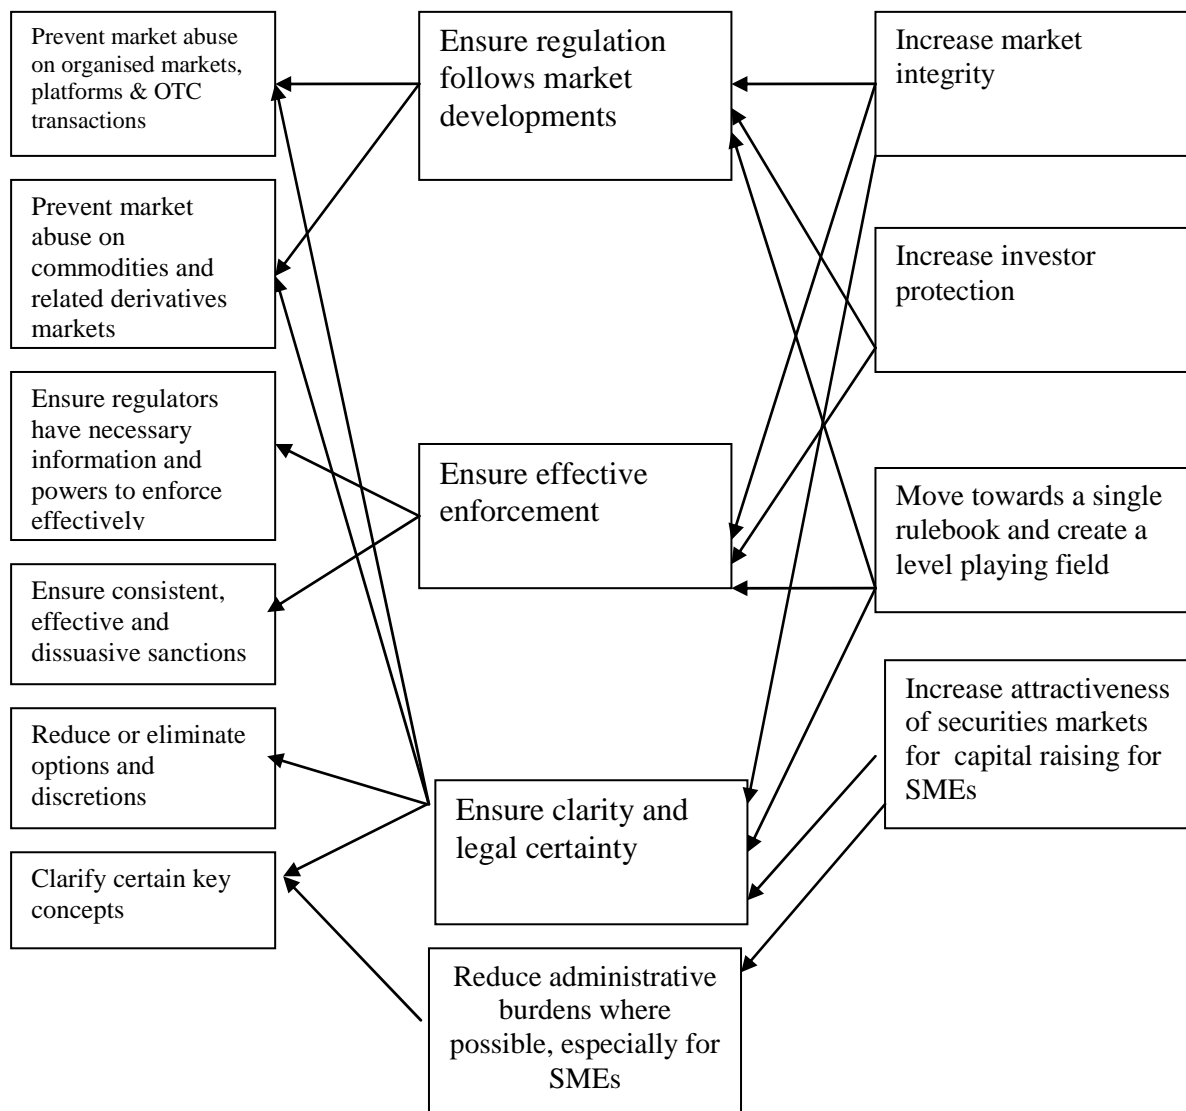 Prevent market abuse
on organised markets,
platforms & OTC
transactions
Prevent market
abuse on
commodities and
related derivatives
markets
Ensure regulators
have necessary
information and
powers to enforce
effectively
Ensure consistent,
effective and
dissuasive sanctions
Reduce or eliminate
options and
discretions
Clarify certain key
concepts
Ensure regulation
follows market
developments
Ensure effective
enforcement
Ensure clarity and
legal certainty
Reduce administrative
burdens where
possible, especially for
SMEs
Increase market
integrity
Increase investor
protection
Move towards a single
rulebook and create a
level playing field
Increase attractiveness
of securities markets
for capital raising for
SMEs